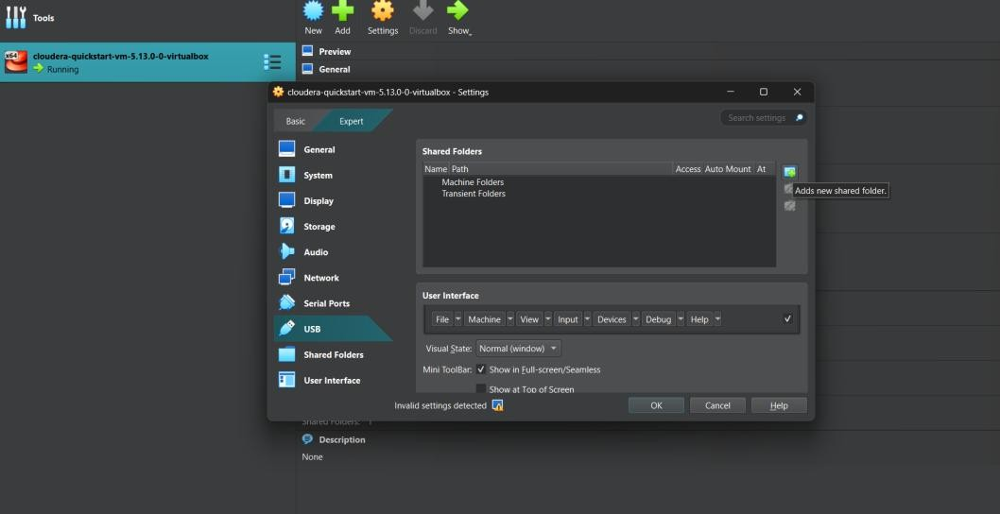 Tools
New Add Settings Discard Show
x64 cloudera-quickstart-vm-5.13.0-0-virtualbox
Running
Preview
General
cloudera-quickstart-vm-5.13.0-0-virtualbox - Settings
Basic Expert
Search settings
General
System
Display
Storage
Audio
Network
Serial Ports
USB
Shared Folders
User Interface
Shared Folders
Name Path Access Auto Mount At
Machine Folders
Transient Folders
Adds new shared folder.
User Interface
File Machine View Input Devices Debug Help
Visual State: Normal (window)
Mini ToolBar: Show in Full-screen/Seamless
Show at Top of Screen
Invalid settings detected
OK Cancel Help
Shared Folders: 1
Description
None